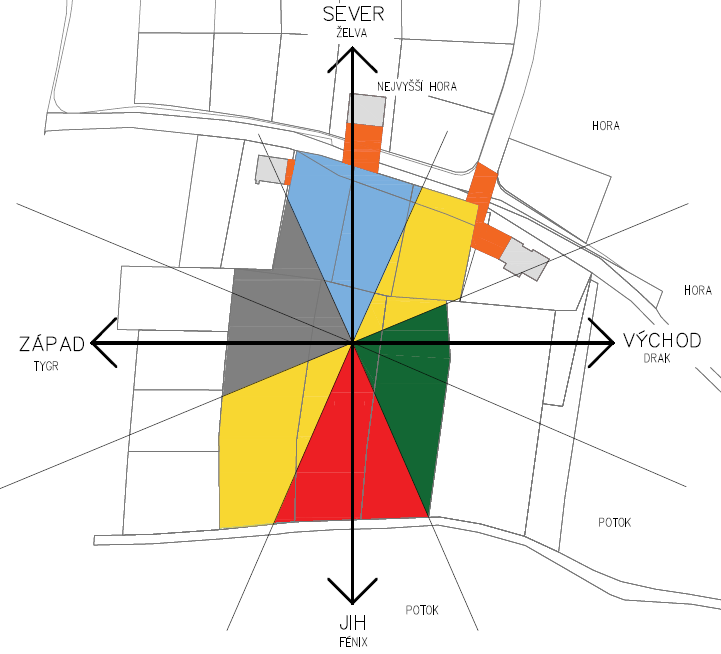 SEVER
ŽELVA
NEJVYŠŠÍ HORA
HORA
HORA
ZÁPAD
TYGR
VÝCHOD
DRAK
POTOK
POTOK
JIH
FÉNIX